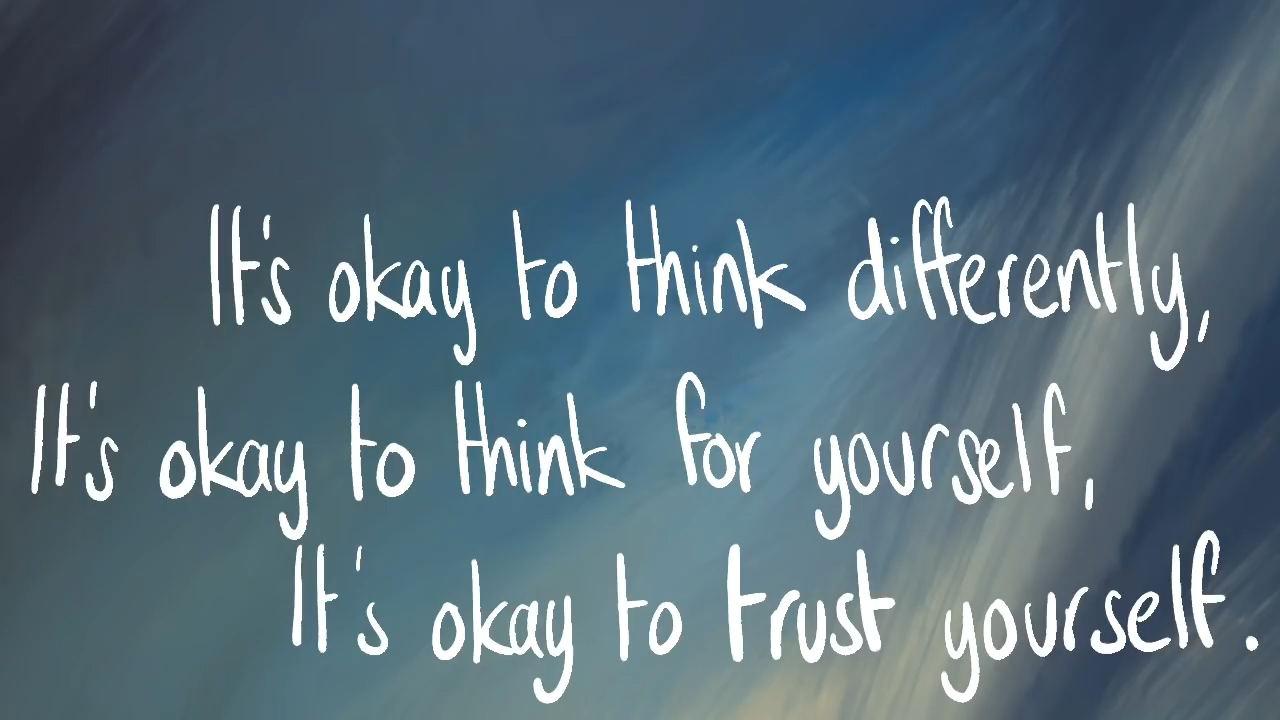 It's okay to think differently,
It's okay to think for yourself,
It's okay to trust yourself.